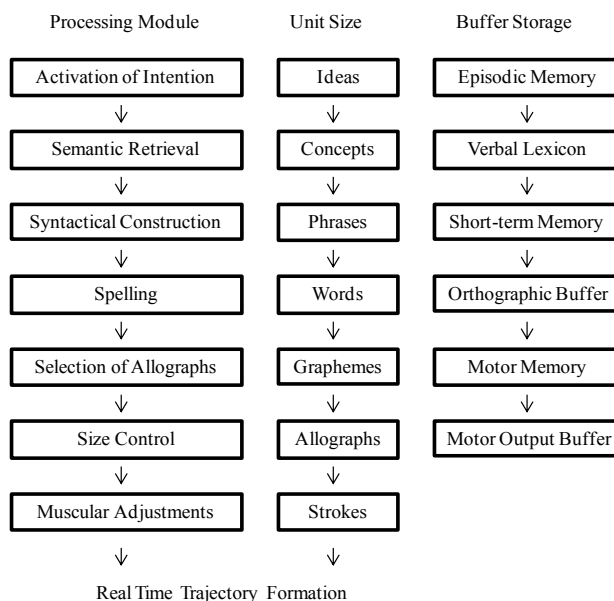 Processing Module Unit Size Buffer Storage
Activation of Intention Ideas Episodic Memory
Semantic Retrieval Concepts Verbal Lexicon
Syntactical Construction Phrases Short-term Memory
Spelling Words Orthographic Buffer
Selection of Allographs Graphemes Motor Memory
Size Control Allographs Motor Output Buffer
Muscular Adjustments Strokes
Real Time Trajectory Formation